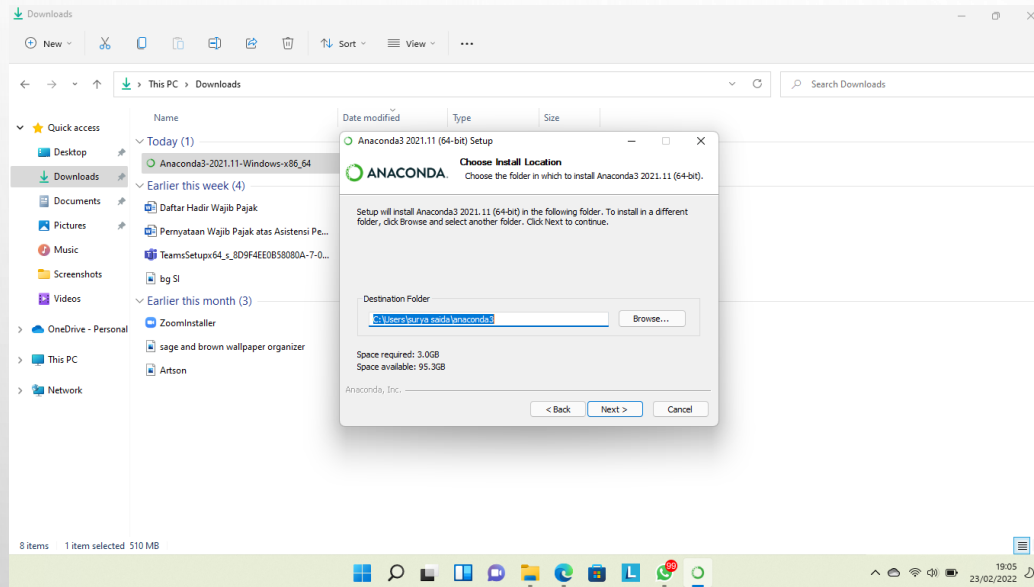 Downloads
New
Sort
View
This PC > Downloads
Search Downloads
Name
Date modified
Type
Size
Quick access
Desktop
Downloads
Documents
Pictures
Music
Screenshots
Videos
OneDrive - Personal
This PC
Network
Today (1)
Anaconda3-2021.11-Windows-x86_64
Earlier this week (4)
Daftar Hadir Wajib Pajak
Pernyataan Wajib Pajak atas Asistensi Pe...
TeamsSetupx64_s_8D9F4EE0B58080A-7-0...
bg SI
Earlier this month (3)
ZoomInstaller
sage and brown wallpaper organizer
Artson
Anaconda3 2021.11 (64-bit) Setup
ANACONDA.
Choose Install Location
Choose the folder in which to install Anaconda3 2021.11 (64-bit).
Setup will install Anaconda3 2021.11 (64-bit) in the following folder. To install in a different
folder, click Browse and select another folder. Click Next to continue.
Destination Folder
C:\Users\surya saida\anaconda3
Browse...
Space required: 3.0GB
Space available: 95.3GB
Anaconda, Inc.
< Back
Next >
Cancel
8 items
1 item selected 510 MB
99
19:05
23/02/2022